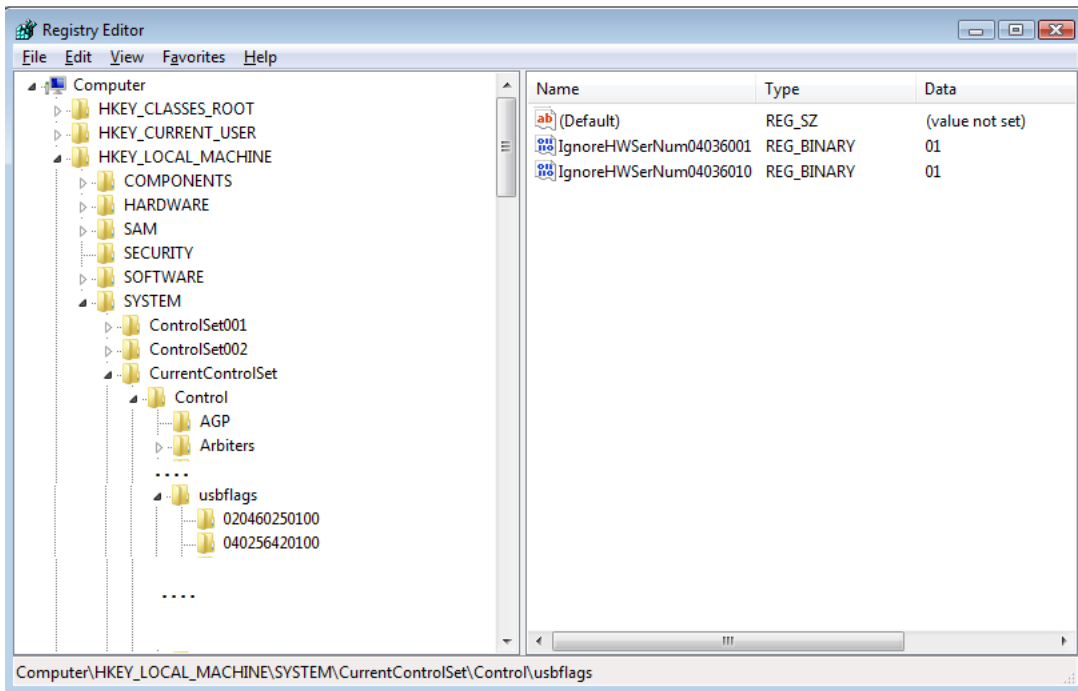 Registry Editor
File Edit View Favorites Help
Computer
HKEY_CLASSES_ROOT
HKEY_CURRENT_USER
HKEY_LOCAL_MACHINE
COMPONENTS
HARDWARE
SAM
SECURITY
SOFTWARE
SYSTEM
ControlSet001
ControlSet002
CurrentControlSet
Control
AGP
Arbiters
....
usbflags
020460250100
040256420100
....
Name Type Data
(Default) REG_SZ (value not set)
IgnoreHWSerNum04036001 REG_BINARY 01
IgnoreHWSerNum04036010 REG_BINARY 01
Computer\HKEY_LOCAL_MACHINE\SYSTEM\CurrentControlSet\Control\usbflags